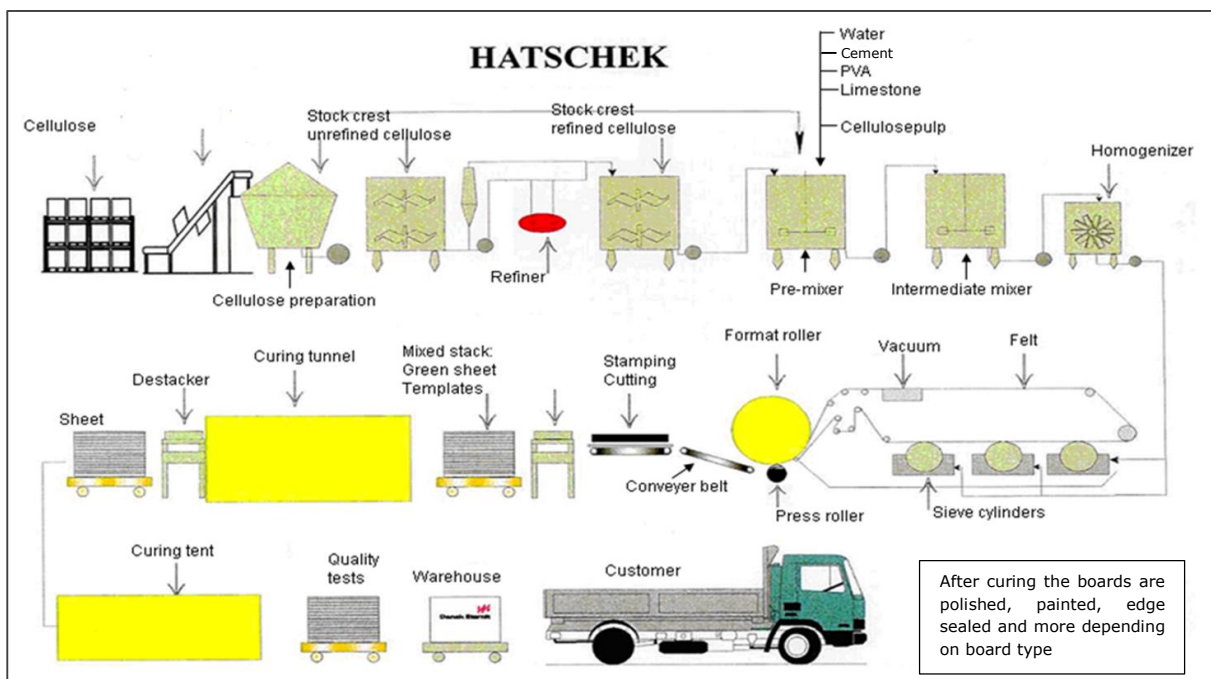 HATSCHEK
Water
Cement
PVA
Limestone
Cellulosepulp
Cellulose
Stock crest
unrefined cellulose
Stock crest
refined cellulose
Homogenizer
Refiner
Cellulose preparation
Pre-mixer
Intermediate mixer
Format roller
Vacuum
Felt
Curing tunnel
Mixed stack:
Green sheet
Templates
Stamping
Cutting
Destacker
Sheet
Conveyer belt
Press roller
Sieve cylinders
Curing tent
Quality
tests
Warehouse
Customer
After curing the boards are
polished, painted, edge
sealed and more depending
on board type